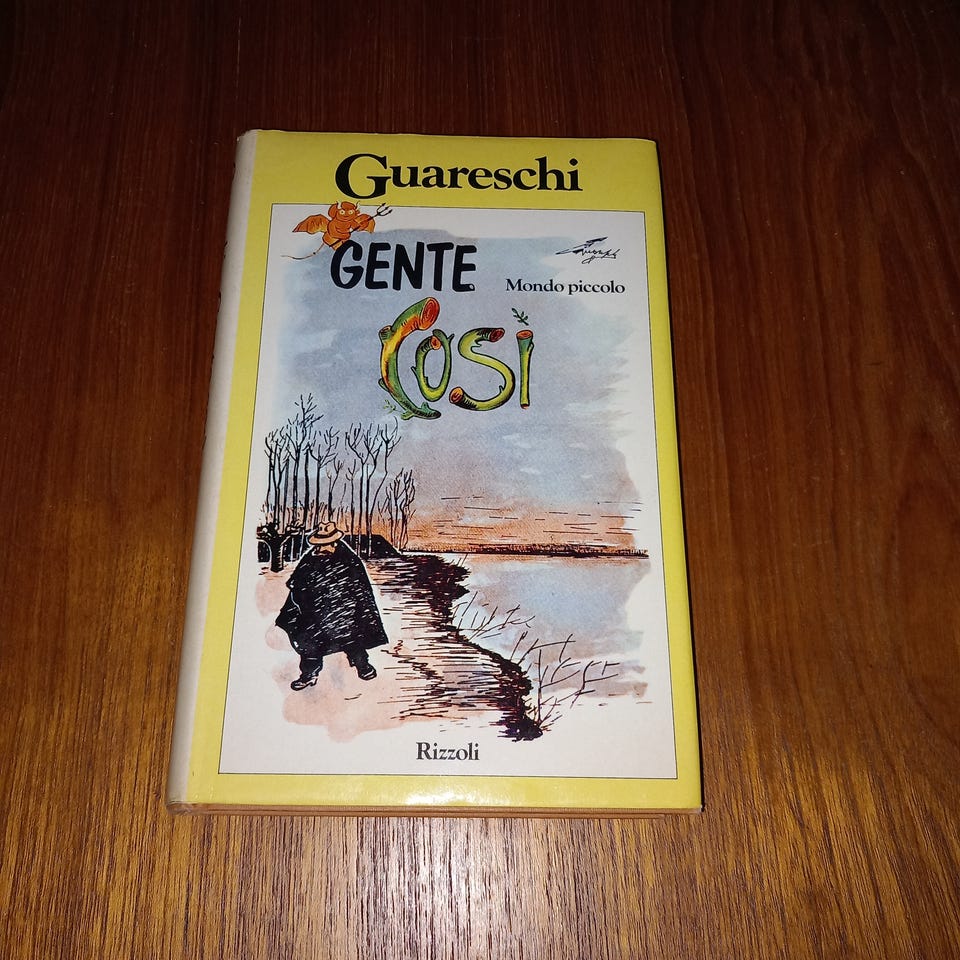 Guareschi
GENTE
Mondo piccolo
Così
Rizzoli